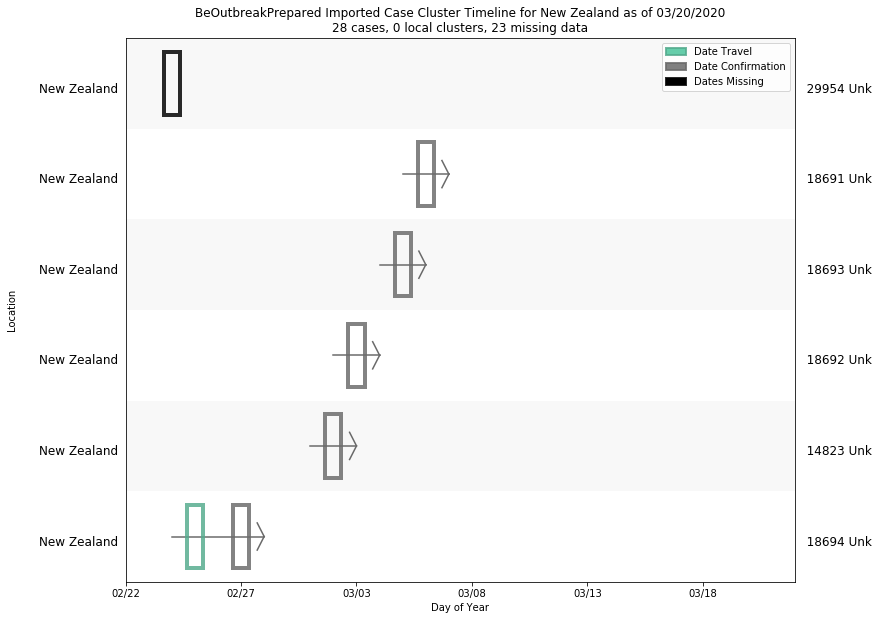 BeOutbreakPrepared Imported Case Cluster Timeline for New Zealand as of 03/20/2020
28 cases, 0 local clusters, 23 missing data
Date Travel
Date Confirmation
Dates Missing
New Zealand
29954 Unk
New Zealand
18691 Unk
New Zealand
18693 Unk
Location
New Zealand
18692 Unk
New Zealand
14823 Unk
New Zealand
18694 Unk
02/22
02/27
03/03
03/08
03/13
03/18
Day of Year